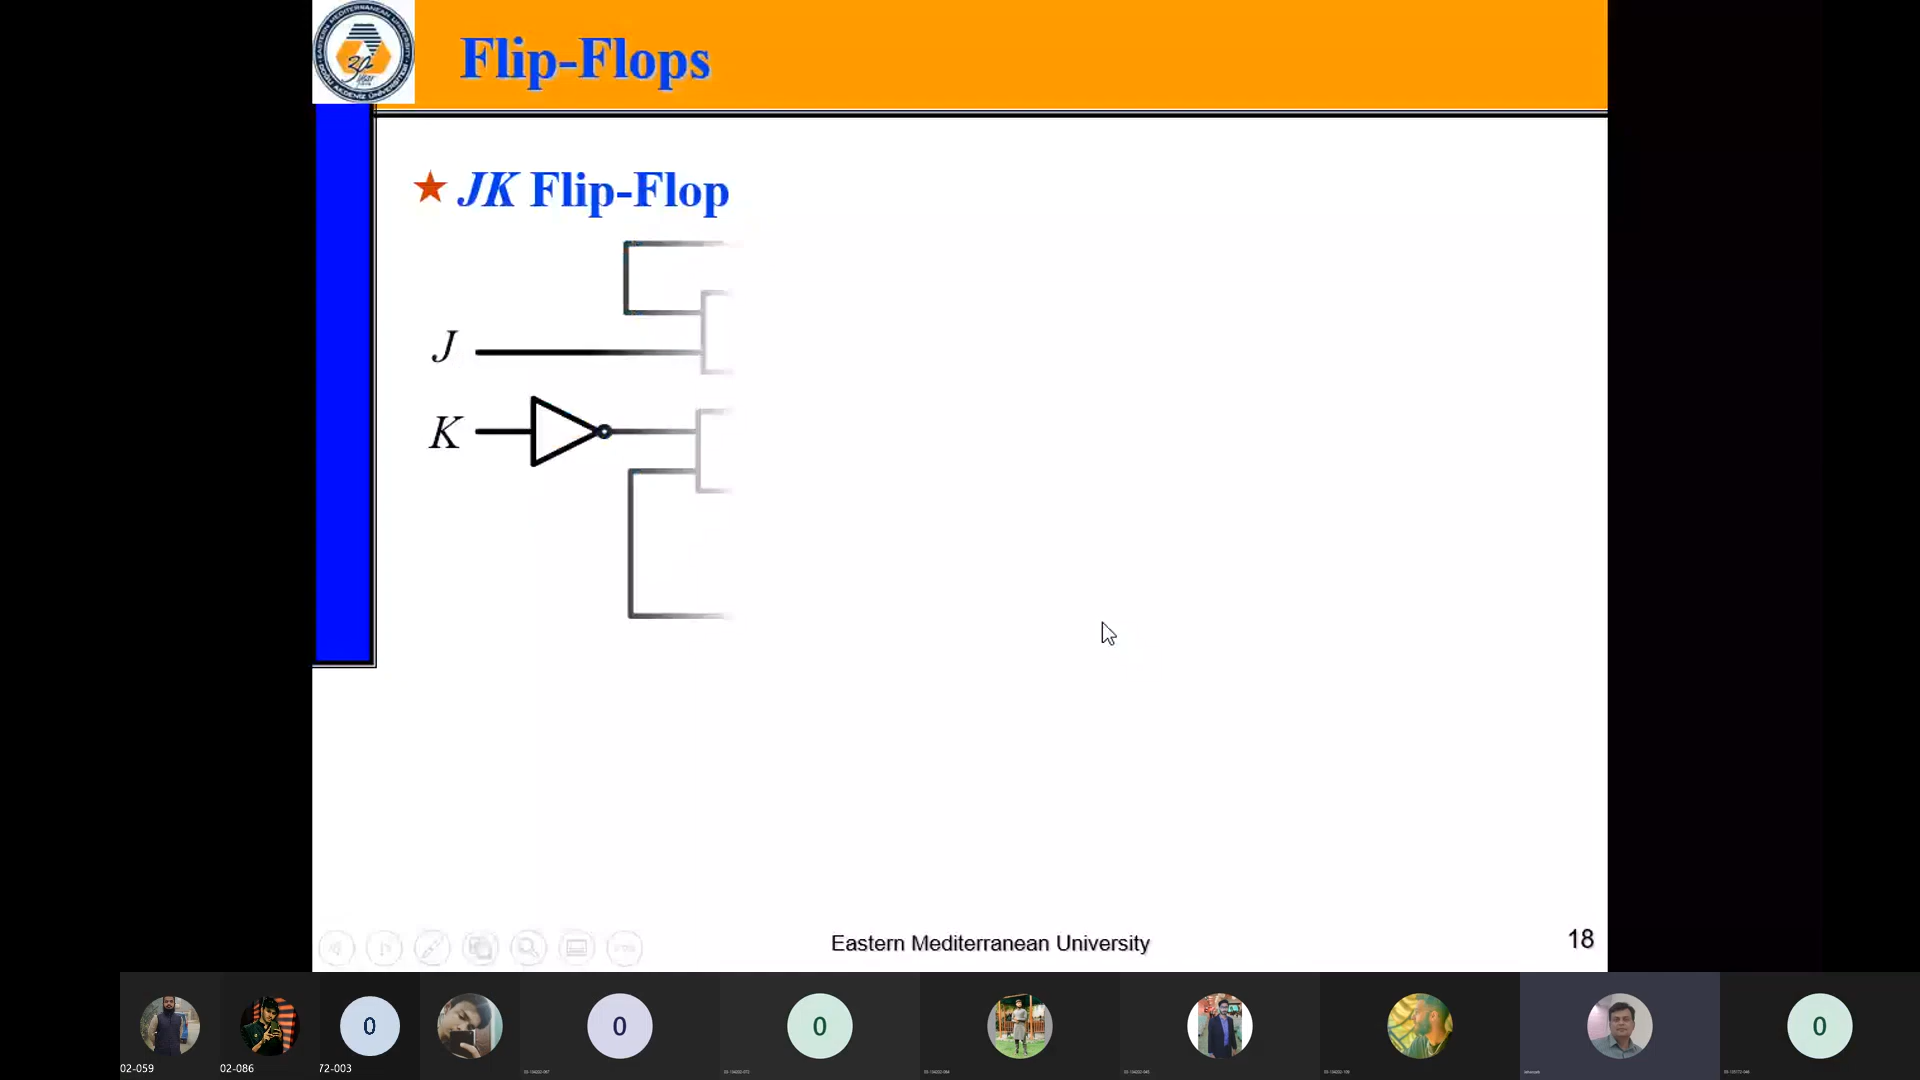 Flip-Flops
JK Flip-Flop
J
K
Eastern Mediterranean University
18
0
0
0
0
02-059
02-086
72-003